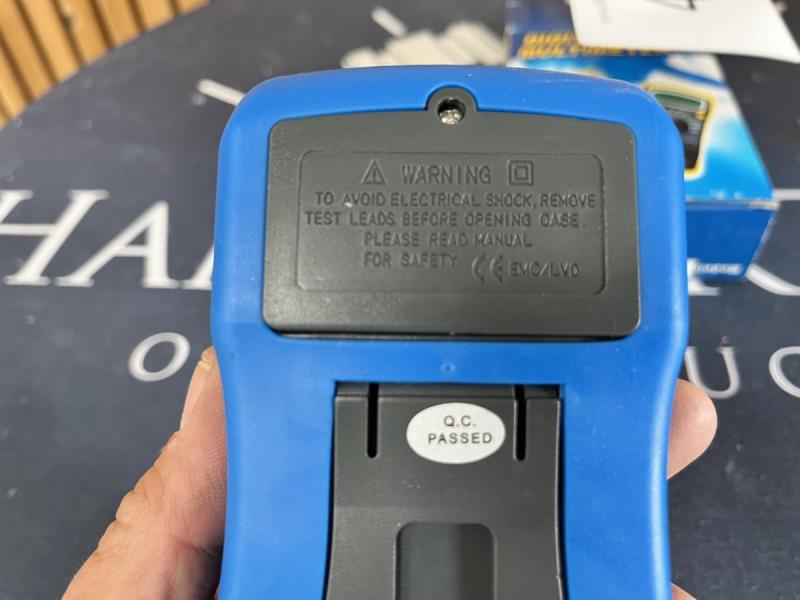 WARNING
TO AVOID ELECTRICAL SHOCK, REMOVE
TEST LEADS BEFORE OPENING CASE.
PLEASE READ MANUAL
FOR SAFETY CE EMC/LVD
Q.C.
PASSED